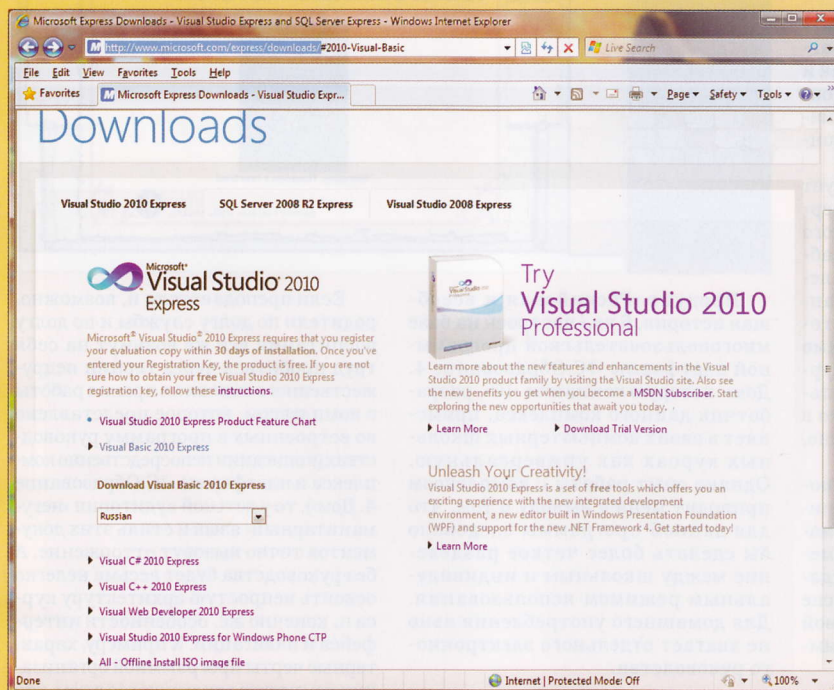 Microsoft Express Downloads - Visual Studio Express and SQL Server Express - Windows Internet Explorer
http://www.microsoft.com/express/downloads/#2010-Visual-Basic
Live Search
File Edit View Favorites Tools Help
Favorites
Microsoft Express Downloads - Visual Studio Expr...
Page Safety Tools
Downloads
Visual Studio 2010 Express
SQL Server 2008 R2 Express
Visual Studio 2008 Express
Microsoft®
Visual Studio® 2010
Express
Microsoft® Visual Studio® 2010 Express requires that you register
your evaluation copy within 30 days of installation. Once you've
entered your Registration Key, the product is free. If you are not
sure how to obtain your free Visual Studio 2010 Express
registration key, follow these instructions.
Visual Studio 2010 Express Product Feature Chart
Visual Basic 2010 Express
Download Visual Basic 2010 Express
Russian
Visual C# 2010 Express
Visual C++ 2010 Express
Visual Web Developer 2010 Express
Visual Studio 2010 Express for Windows Phone CTP
All - Offline Install ISO image file
Try
Visual Studio 2010
Professional
Learn more about the new features and enhancements in the Visual
Studio 2010 product family by visiting the Visual Studio site. Also see
the new benefits you get when you become a MSDN Subscriber. Start
exploring the new opportunities that await you today.
Learn More
Download Trial Version
Unleash Your Creativity!
Visual Studio 2010 Express is a set of free tools which offers you an
exciting experience with the new integrated development
environment, a new editor built in Windows Presentation Foundation
(WPF) and support for the new .NET Framework 4. Get started today!
Learn More
Done
Internet | Protected Mode: Off
100%